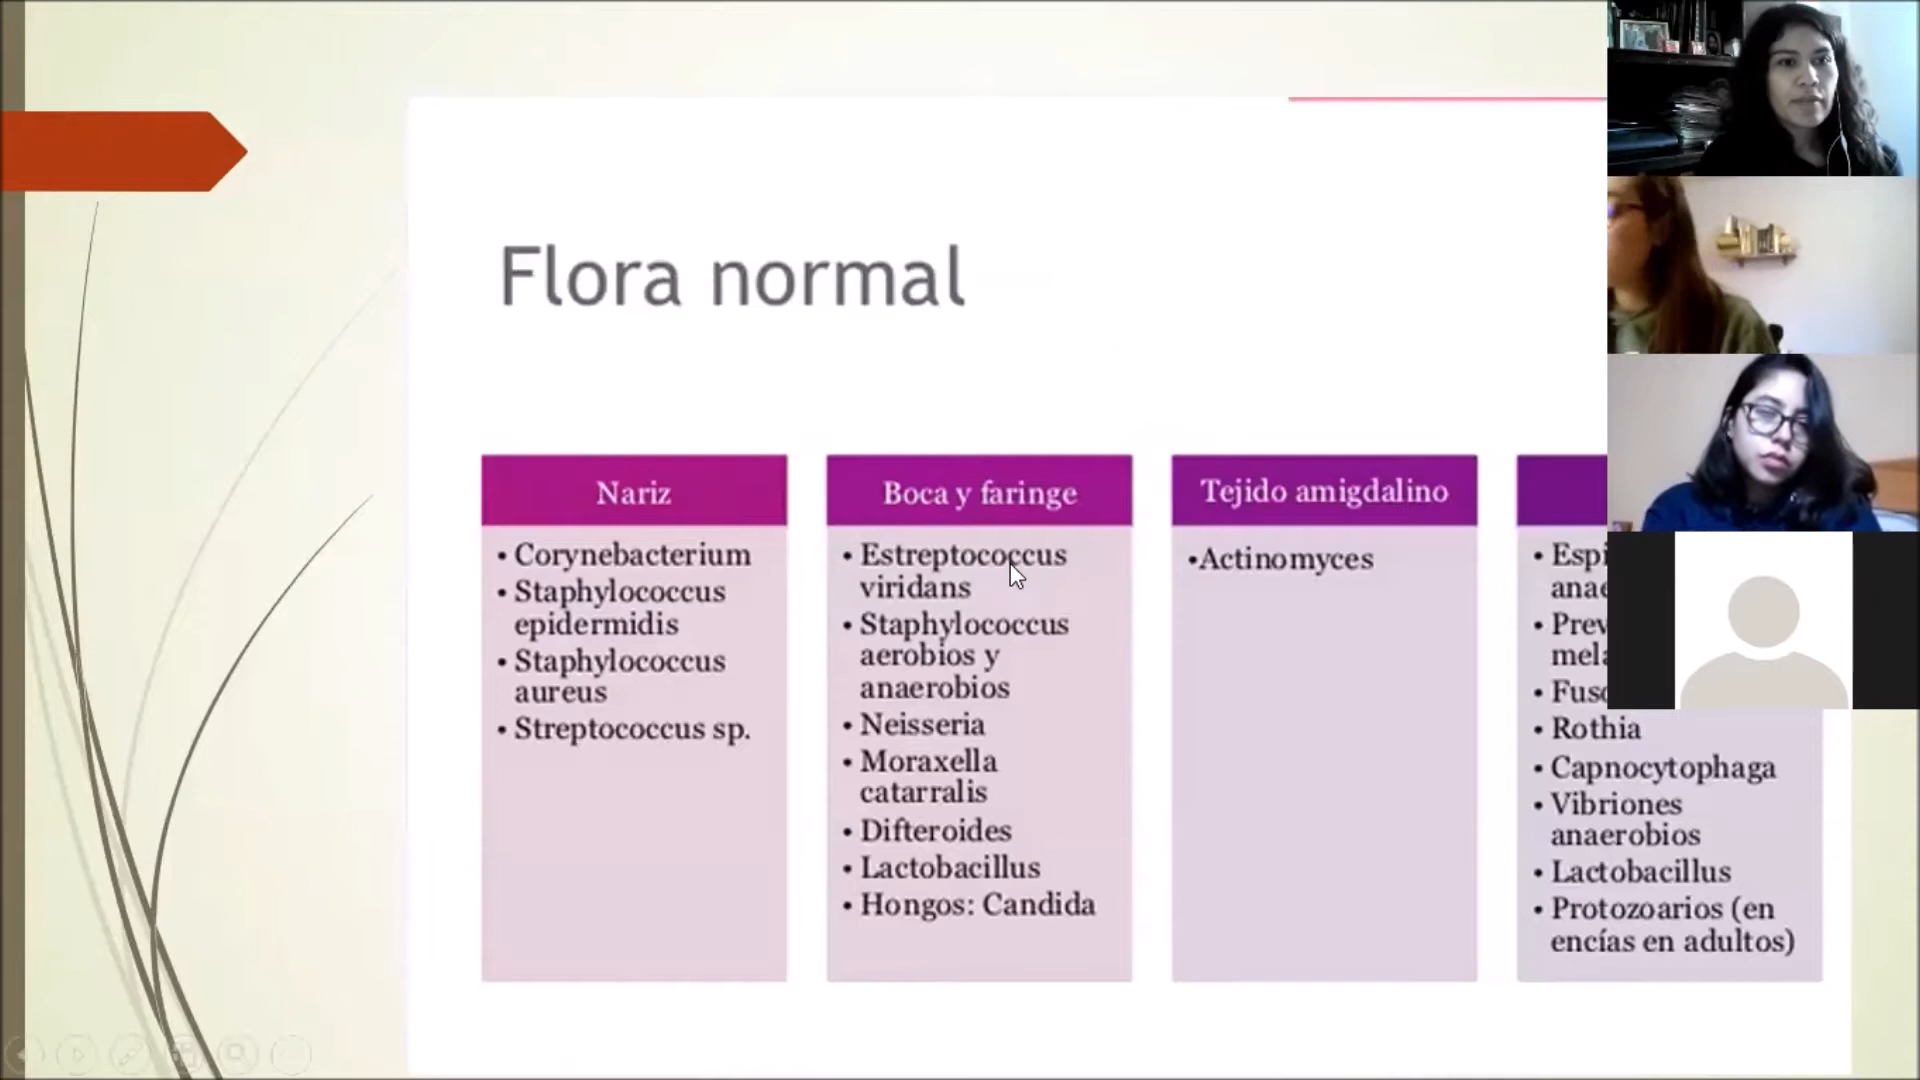 Flora normal
Nariz
• Corynebacterium
• Staphylococcus
epidermidis
• Staphylococcus
aureus
• Streptococcus sp.
Boca y faringe
• Estreptococcus
viridans
• Staphylococcus
aerobios y
anaerobios
• Neisseria
• Moraxella
catarralis
• Difteroides
• Lactobacillus
• Hongos: Candida
Tejido amigdalino
•Actinomyces
• Rothia
• Capnocytophaga
• Vibriones
anaerobios
• Lactobacillus
• Protozoarios (en
encías en adultos)